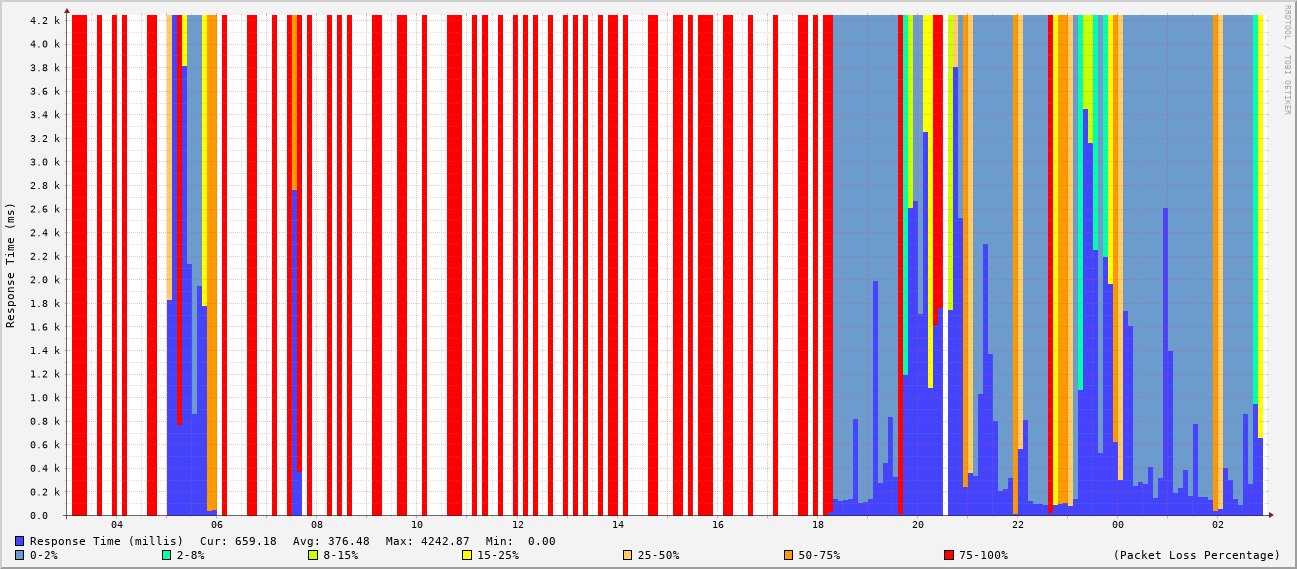 4.2 k
4.0 k
3.8 k
3.6 k
3.4 k
3.2 k
3.0 k
2.8 k
2.6 k
2.4 k
2.2 k
2.0 k
1.8 k
1.6 k
1.4 k
1.2 k
1.0 k
0.8 k
0.6 k
0.4 k
0.2 k
0.0
Response Time (ms)
RRDTOOL / TOBI OETIKER
04 06 08 10 12 14 16 18 20 22 00 02
Response Time (millis) Cur: 659.18 Avg: 376.48 Max: 4242.87 Min: 0.00
0-2% 2-8% 8-15% 15-25% 25-50% 50-75% 75-100% (Packet Loss Percentage)